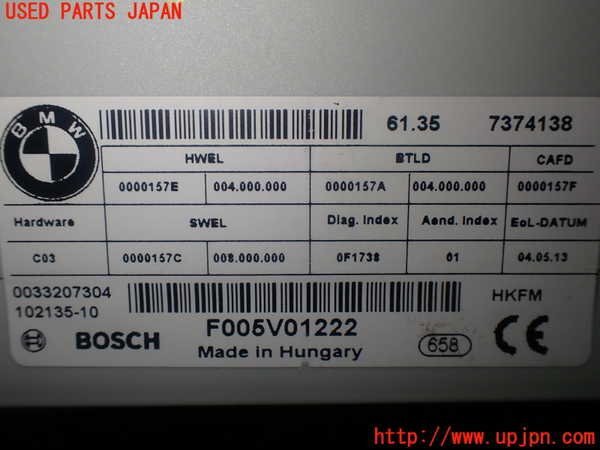 USED PARTS JAPAN
BMW
61.35 7374138
HWEL BTLD CAFD
0000157E 004.000.000 0000157A 004.000.000 0000157F
Hardware SWEL Diag. Index Aend. Index EoL-DATUM
C03 0000157C 008.000.000 0F1738 01 04.05.13
0033207304 HKFM
102135-10
BOSCH F005V01222 CE
Made in Hungary 658
http://www.upjpn.com/